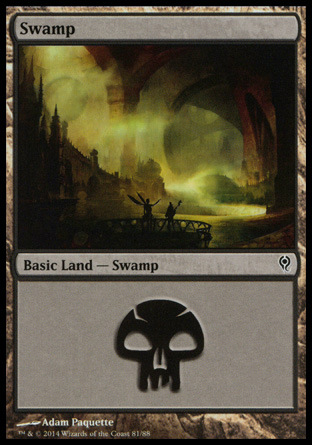 Swamp
Basic Land — Swamp
Adam Paquette
™ & © 2014 Wizards of the Coast 81/88